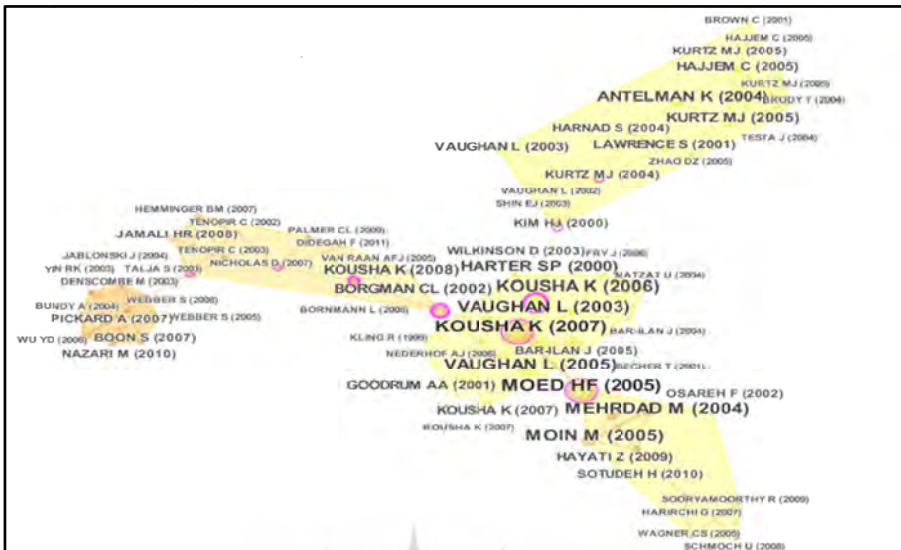 BROWN C (2001)
HAJJEM C (2005)
KURTZ MJ (2005)
HAJJEM C (2005)
KURTZ MJ (2005)
ANTELMAN K (2004)
BRODY T (2004)
KURTZ MJ (2005)
HARNAD S (2004)
TESTA J (2004)
VAUGHAN L (2003)
LAWRENCE S (2001)
ZHAO DZ (2005)
KURTZ MJ (2004)
VAUGHAN L (2002)
SHIN EJ (2003)
HEMMINGER BM (2007)
TENOPIR C (2002)
KIM HJ (2000)
JAMALI HR (2008)
PALMER CL (2009)
DIDEGAH F (2011)
JABLONSKI J (2004)
TENOPIR C (2003)
VAN RAAN AFJ (2005)
WILKINSON D (2003)
FRY J (2006)
YIN RK (2003)
TALJA S (2003)
NICHOLAS D (2007)
KOUSHA K (2008)
HARTER SP (2000)
NATZAT U (2004)
DENSCOMBE M (2003)
BORGMAN CL (2002)
KOUSHA K (2006)
WEBBER S (2006)
BUNDY A (2004)
BORNMANN L (2008)
VAUGHAN L (2003)
PICKARD A (2007)
WEBBER S (2005)
KOUSHA K (2007)
BAR-ILAN J (2004)
WU YD (2006)
BOON S (2007)
KLING R (1999)
NAZARI M (2010)
NEDERHOF AJ (2006)
BAR-ILAN J (2005)
VAUGHAN L (2005)
BECHER T (2001)
GOODRUM AA (2001)
MOED HF (2005)
OSAREH F (2002)
KOUSHA K (2007)
MEHRDAD M (2004)
KOUSHA K (2007)
MOIN M (2005)
HAYATI Z (2009)
SOTUDEH H (2010)
SOORYAMOORTHY R (2009)
HARIRCHI G (2007)
WAGNER CS (2005)
SCHMOCH U (2008)